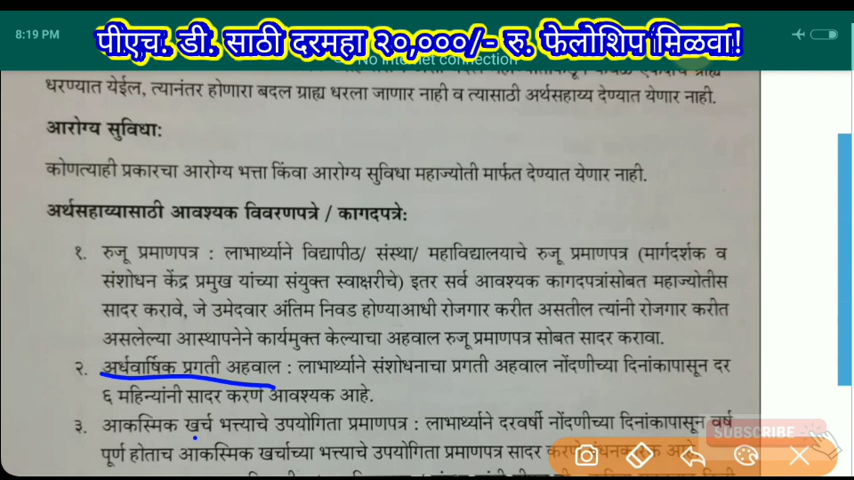 पीएच. डी. साठी दरमहा २०,०००/- रु. फेलोशिप मिळवा!
8:19 PM
No internet connection
धरण्यात येईल, त्यानंतर होणारा बदल ग्राह्य धरला जाणार नाही व त्यासाठी अर्थसहाय्य देण्यात येणार नाही.
आरोग्य सुविधा:
कोणत्याही प्रकारचा आरोग्य भत्ता किंवा आरोग्य सुविधा महाज्योती मार्फत देण्यात येणार नाही.
अर्थसहाय्यासाठी आवश्यक विवरणपत्रे / कागदपत्रे:
१. रुजू प्रमाणपत्र : लाभार्थ्याने विद्यापीठ/ संस्था/ महाविद्यालयाचे रुजू प्रमाणपत्र (मार्गदर्शक व
संशोधन केंद्र प्रमुख यांच्या संयुक्त स्वाक्षरीचे) इतर सर्व आवश्यक कागदपत्रांसोबत महाज्योतीस
सादर करावे, जे उमेदवार अंतिम निवड होण्याआधी रोजगार करीत असतील त्यांनी रोजगार करीत
असलेल्या आस्थापनेने कार्यमुक्त केल्याचा अहवाल रुजू प्रमाणपत्र सोबत सादर करावा.
२. अर्धवार्षिक प्रगती अहवाल : लाभार्थ्याने संशोधनाचा प्रगती अहवाल नोंदणीच्या दिनांकापासून दर
६ महिन्यांनी सादर करणे आवश्यक आहे.
३. आकस्मिक खर्च भत्त्याचे उपयोगिता प्रमाणपत्र : लाभार्थ्याने दरवर्षी नोंदणीच्या दिनांकापासून वर्ष
पूर्ण होताच आकस्मिक खर्चाच्या भत्त्याचे उपयोगिता प्रमाणपत्र सादर करणे बंधनकारक आहे
SUBSCRIBE